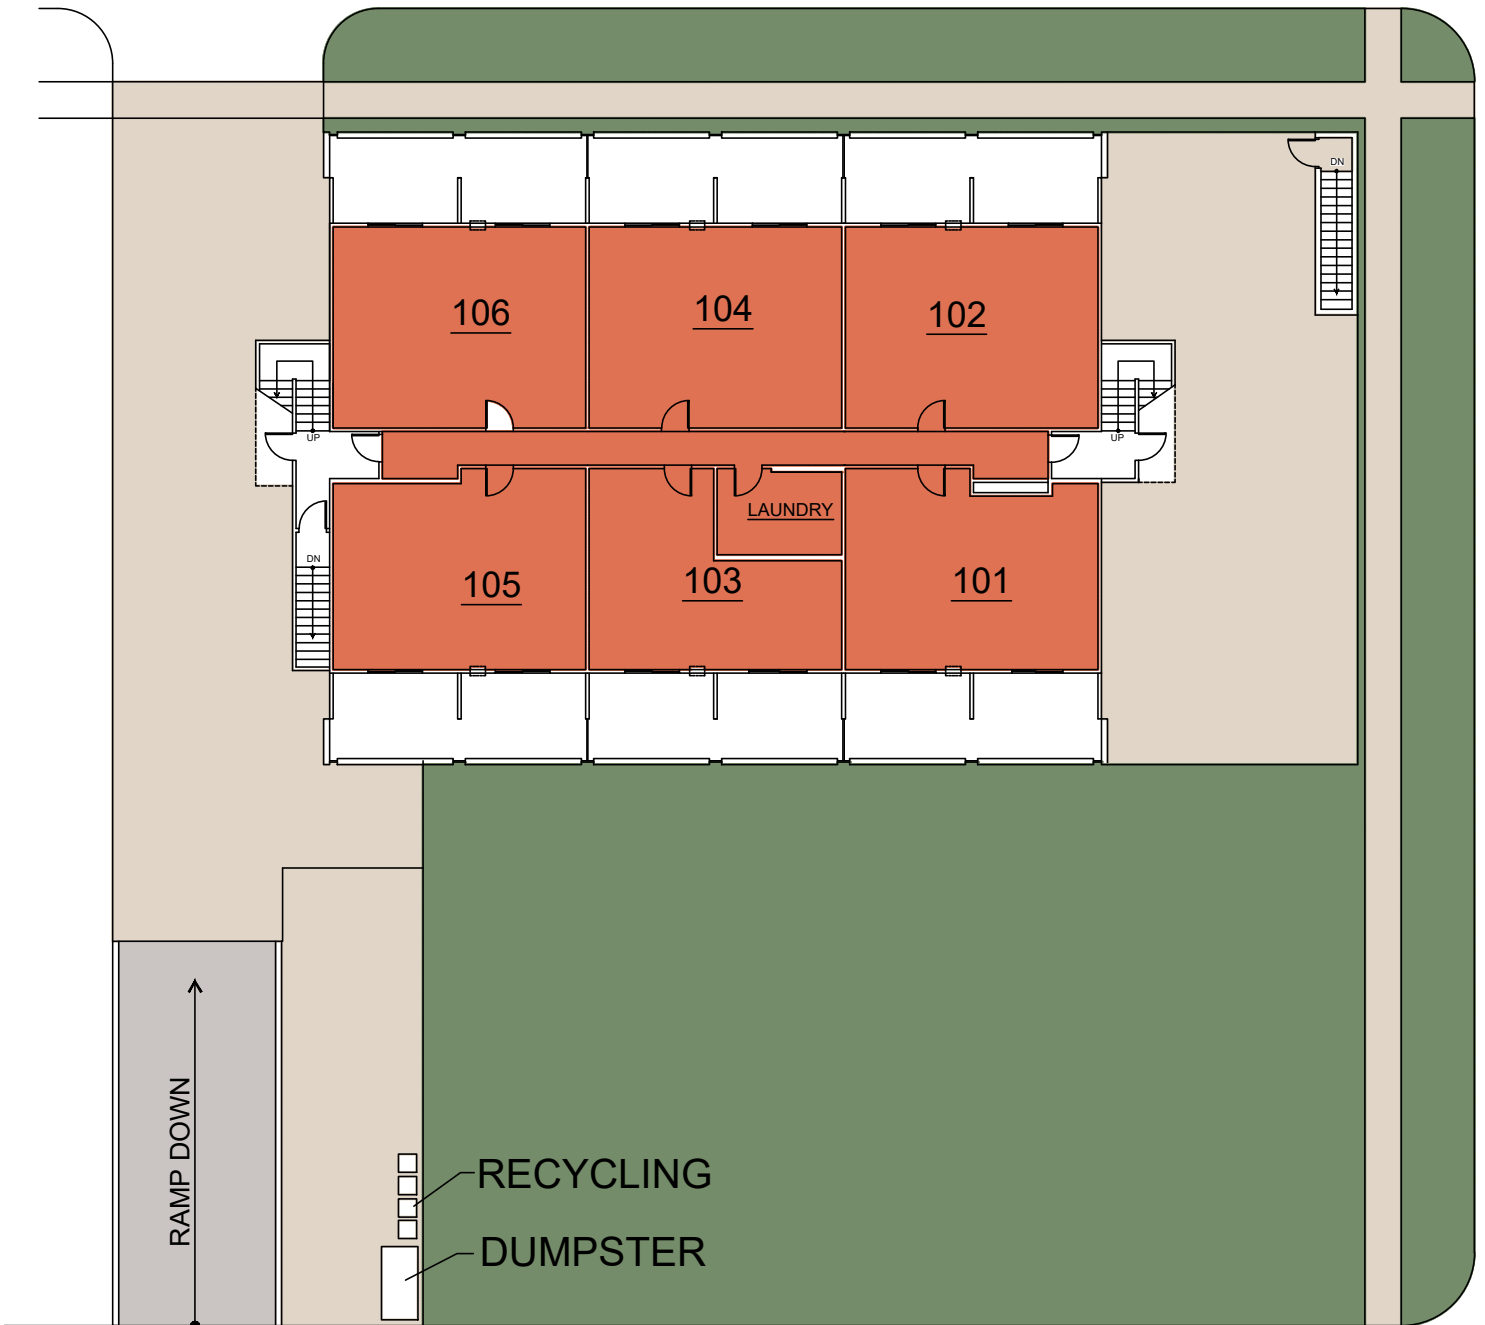 DN
106
104
102
UP
UP
LAUNDRY
DN
105
103
101
RAMP DOWN
RECYCLING
DUMPSTER